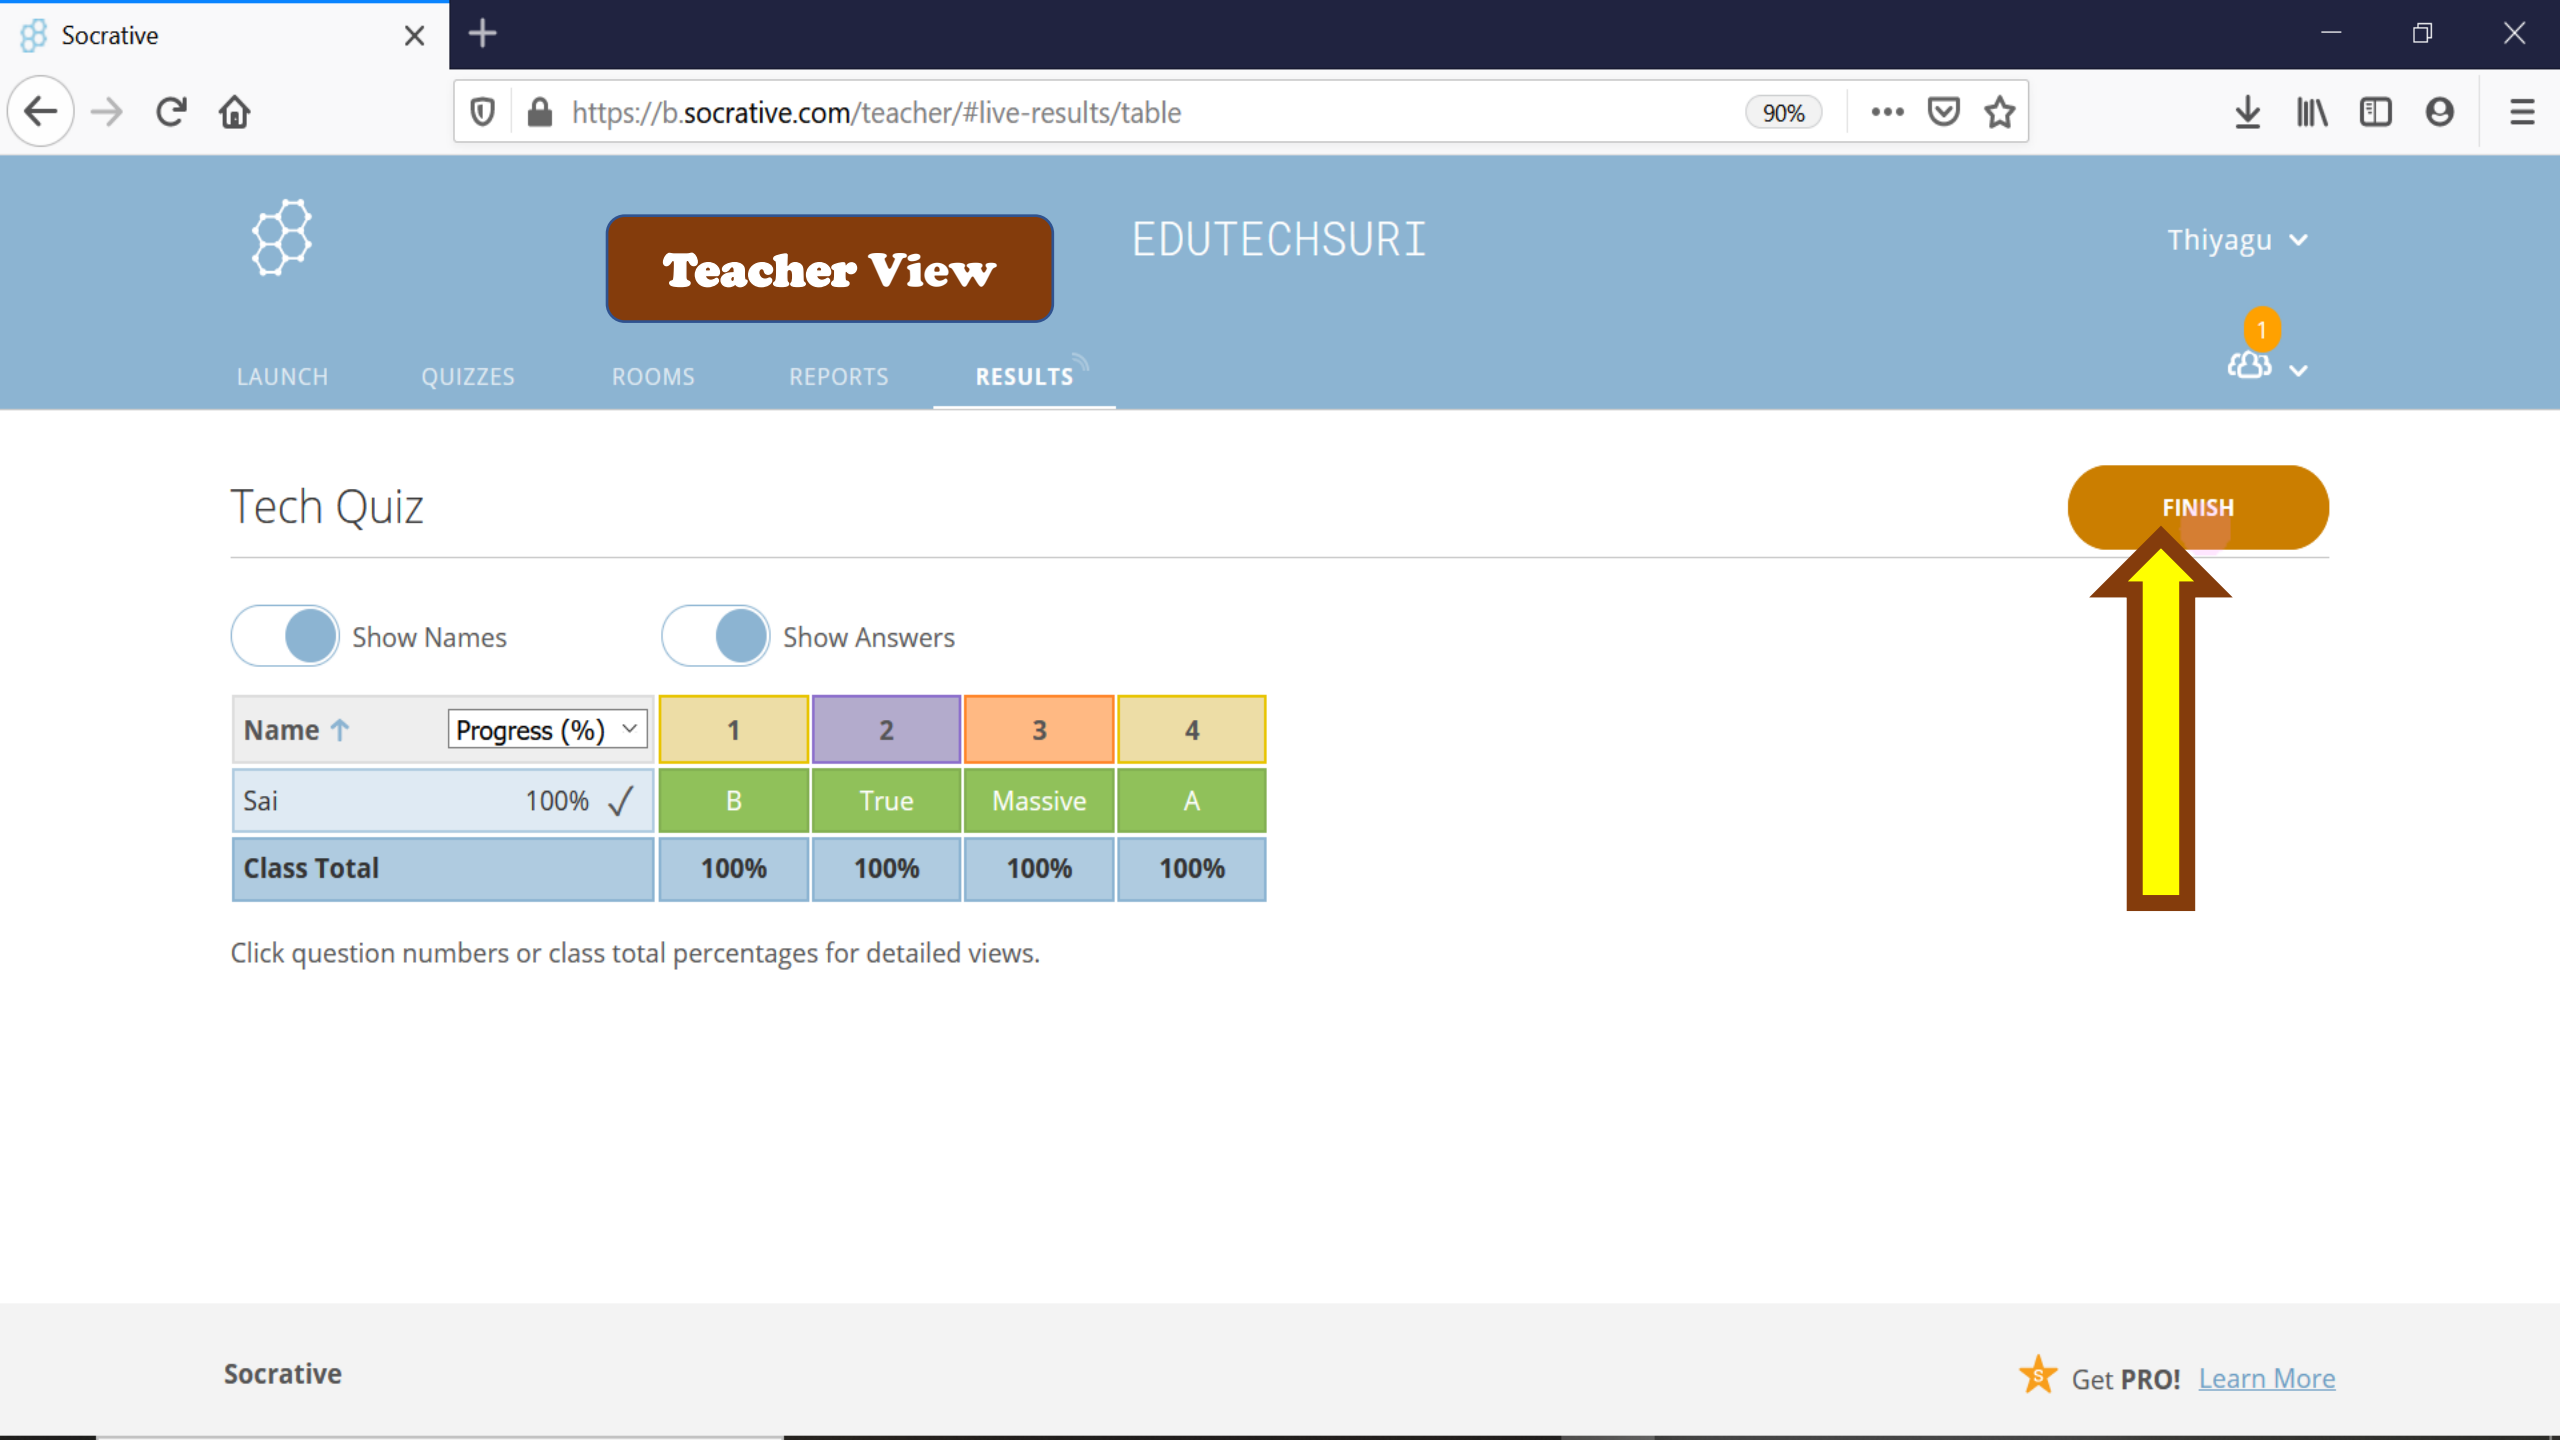 Socrative
https://b.socrative.com/teacher/#live-results/table
90%
Teacher View
EDUTECHSURI
Thiyagu
1
LAUNCH QUIZZES ROOMS REPORTS RESULTS
Tech Quiz
FINISH
Show Names Show Answers
Name Progress (%) 1 2 3 4
Sai 100% B True Massive A
Class Total 100% 100% 100% 100%
Click question numbers or class total percentages for detailed views.
Socrative
S Get PRO! Learn More